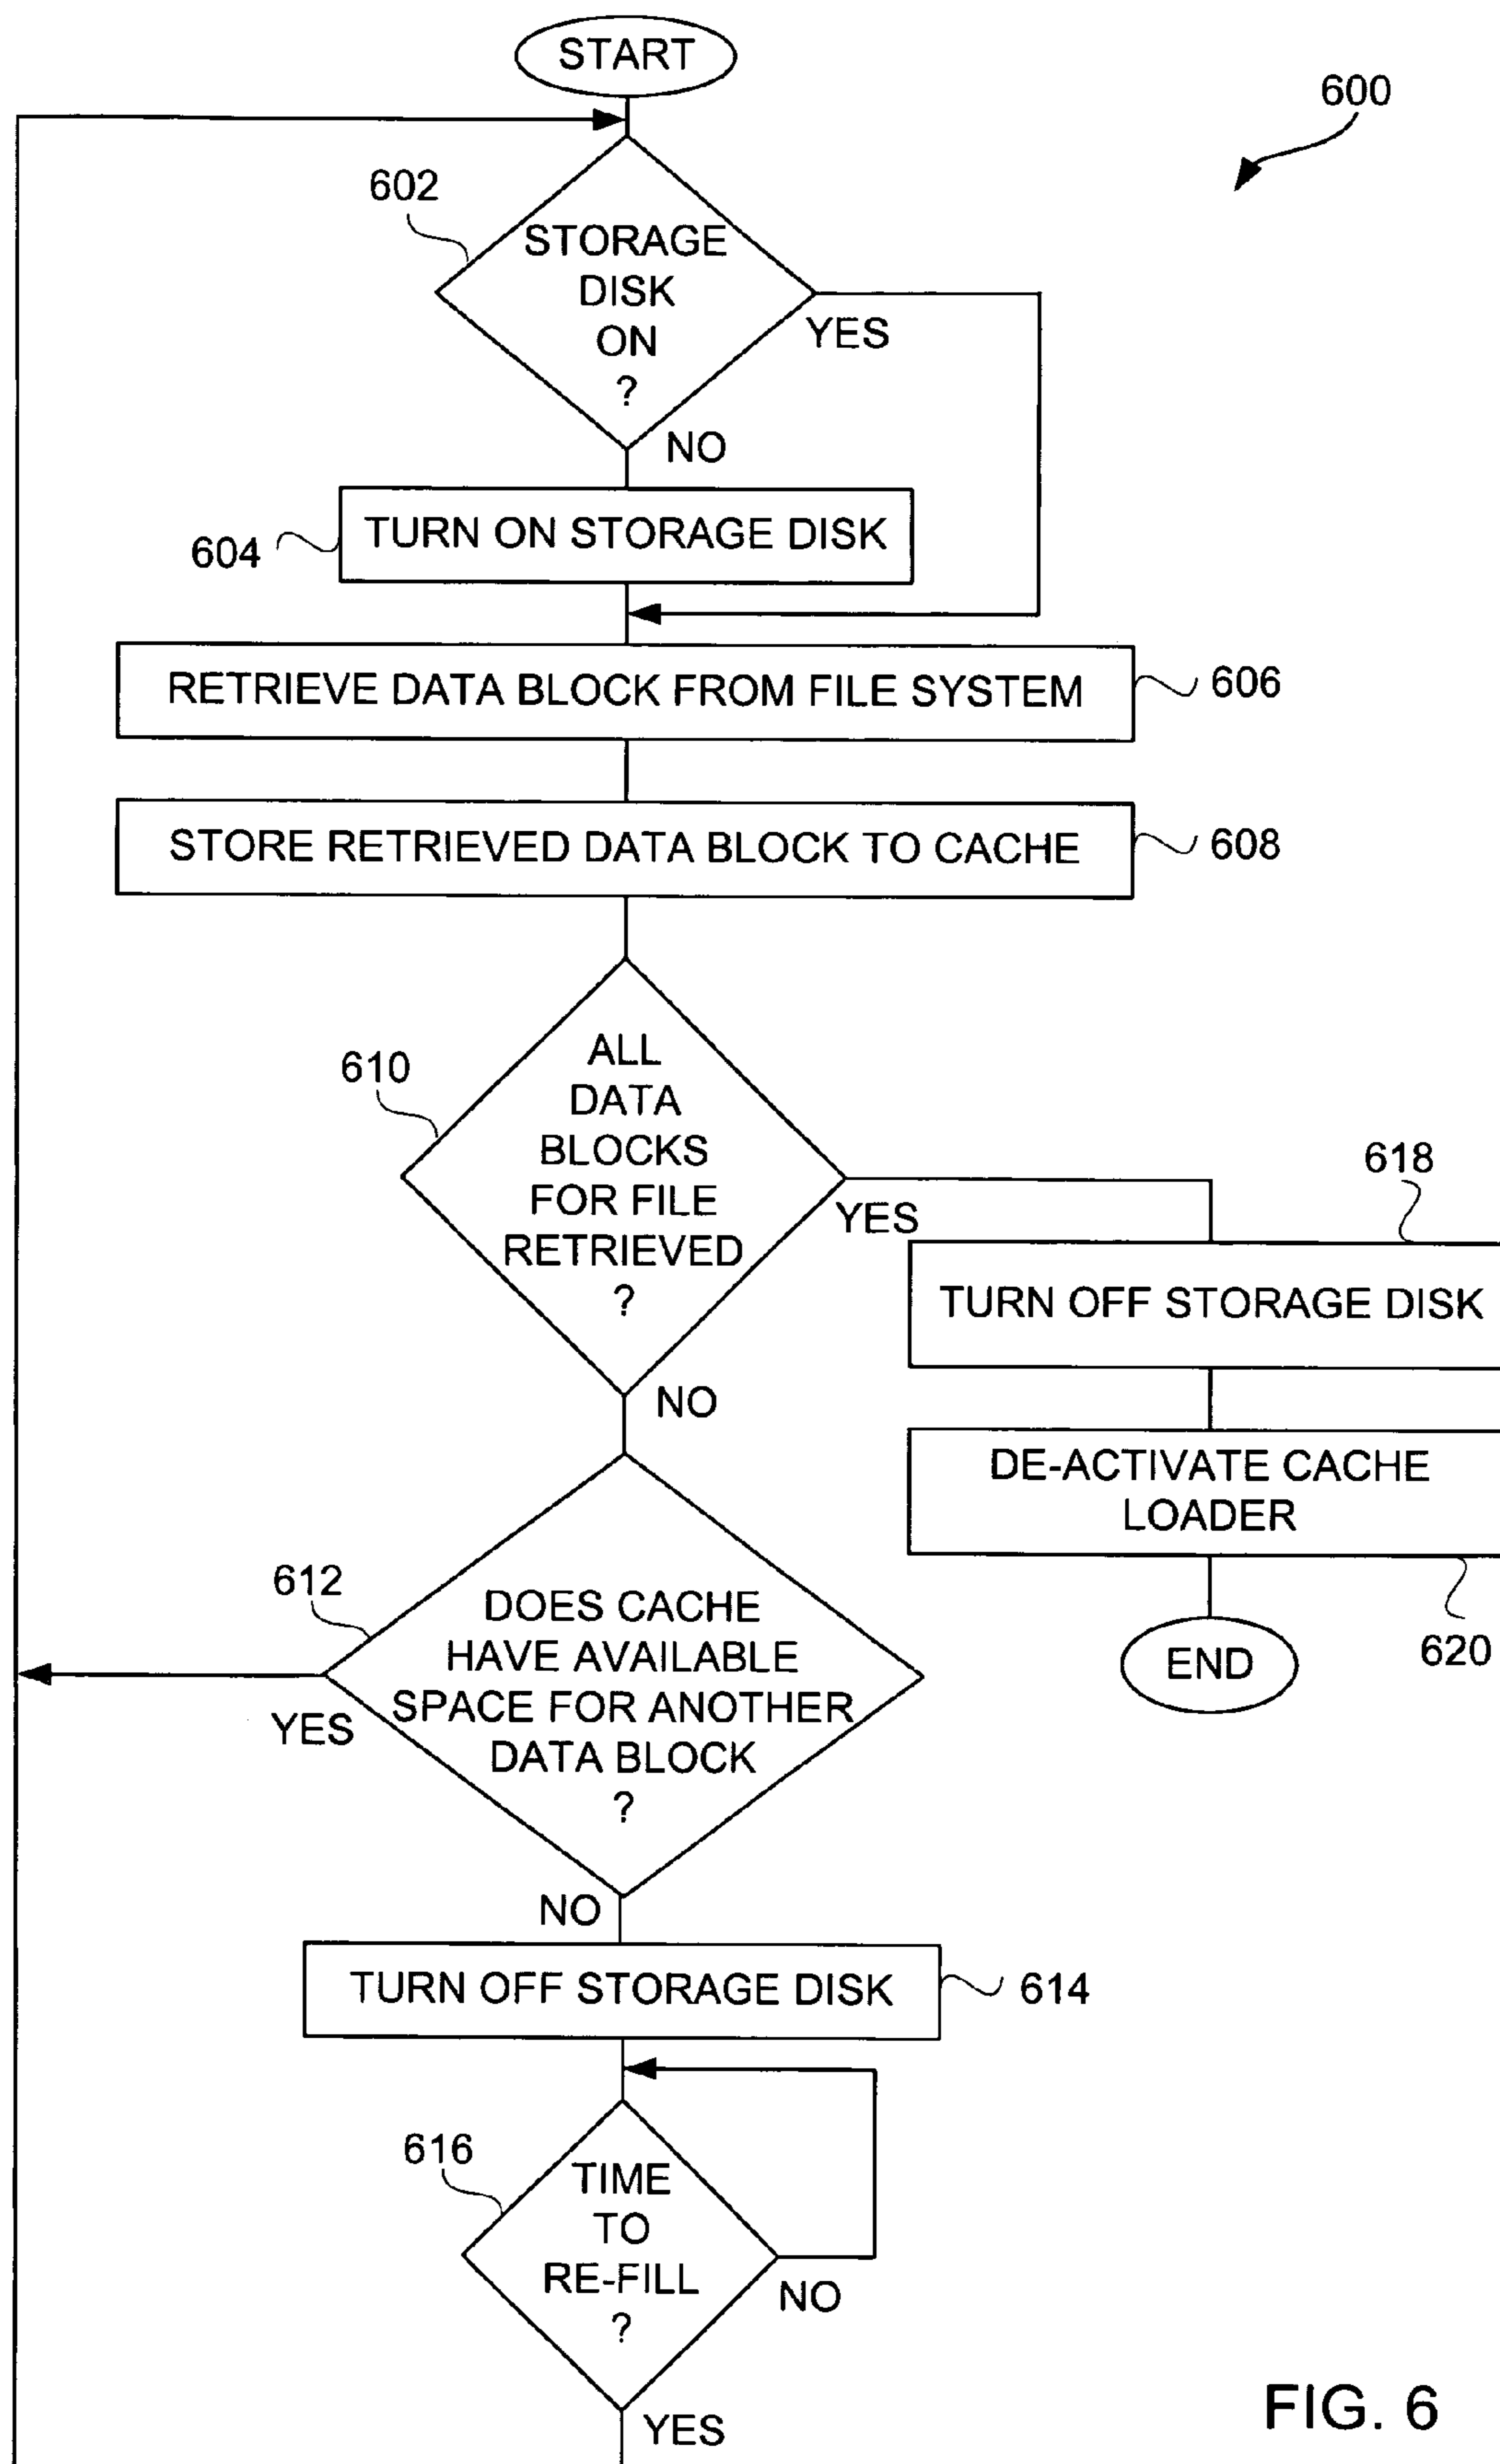 START
600
602
STORAGE
DISK
ON
?
YES
NO
604
TURN ON STORAGE DISK
RETRIEVE DATA BLOCK FROM FILE SYSTEM
606
STORE RETRIEVED DATA BLOCK TO CACHE
608
610
ALL
DATA
BLOCKS
FOR FILE
RETRIEVED
?
YES
NO
618
TURN OFF STORAGE DISK
DE-ACTIVATE CACHE
LOADER
620
END
612
DOES CACHE
HAVE AVAILABLE
SPACE FOR ANOTHER
DATA BLOCK
?
YES
NO
TURN OFF STORAGE DISK
614
616
TIME
TO
RE-FILL
?
NO
YES
FIG. 6